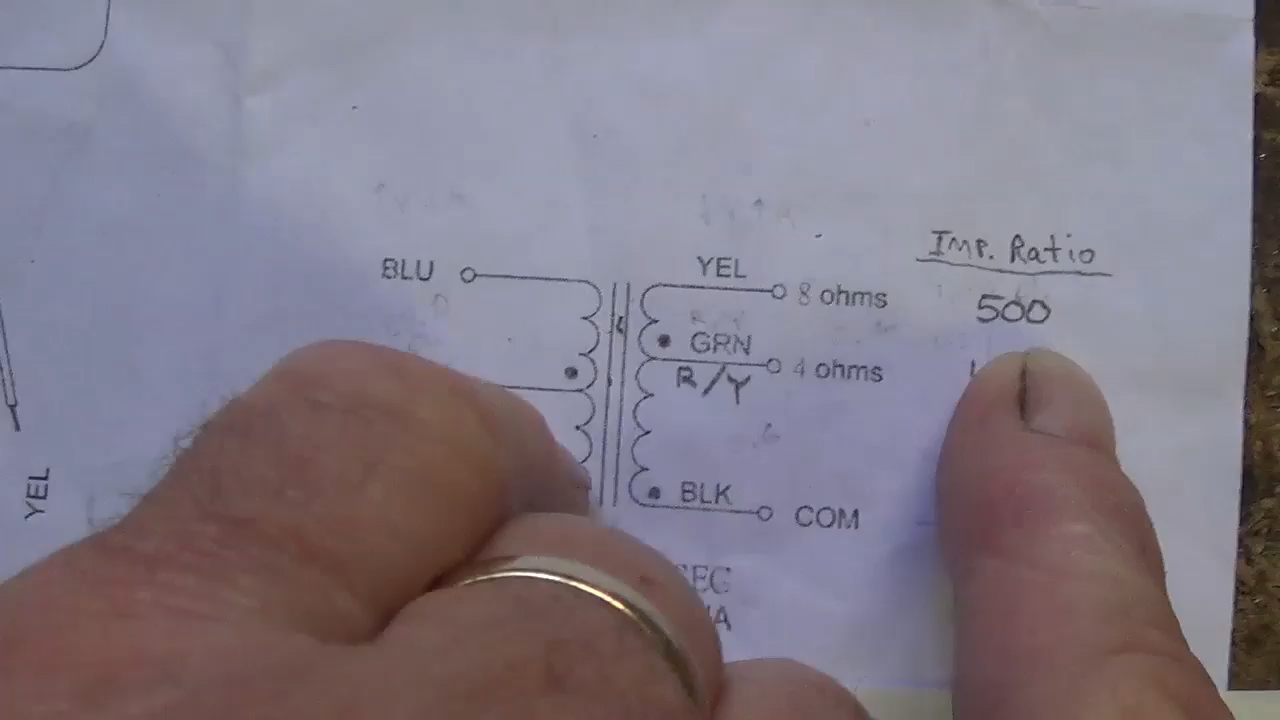 Imp. Ratio
BLU
YEL
8 ohms
500
GRN
4 ohms
R/Y
YEL
BLK
COM